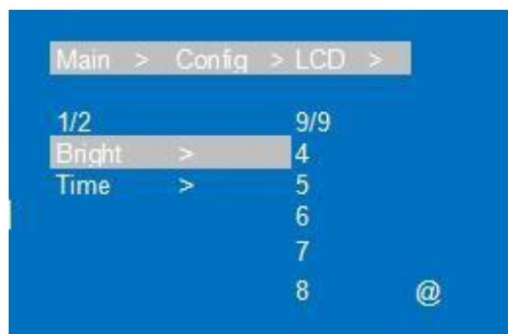 Main > Config > LCD >
1/2 9/9
Bright > 4
Time > 5
6
7
8 @